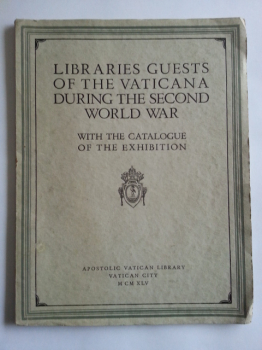 LIBRARIES GUESTS
OF THE VATICANA
DURING THE SECOND
WORLD WAR
WITH THE CATALOGUE
OF THE EXHIBITION
APOSTOLIC VATICAN LIBRARY
VATICAN CITY
MCMXLV